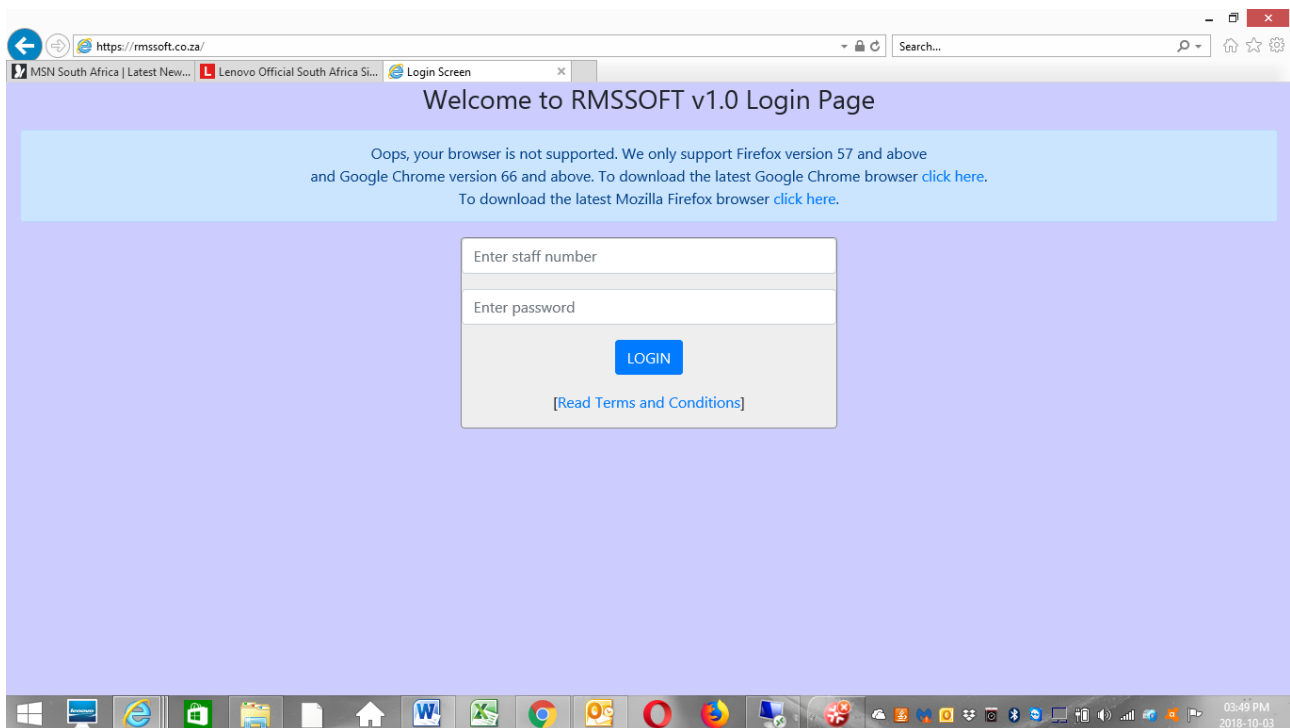 https://rmssoft.co.za/
Search...
MSN South Africa | Latest New...
L Lenovo Official South Africa Si...
Login Screen
Welcome to RMSSOFT v1.0 Login Page
Oops, your browser is not supported. We only support Firefox version 57 and above
and Google Chrome version 66 and above. To download the latest Google Chrome browser click here.
To download the latest Mozilla Firefox browser click here.
Enter staff number
Enter password
LOGIN
[Read Terms and Conditions]
03:49 PM
2018-10-03